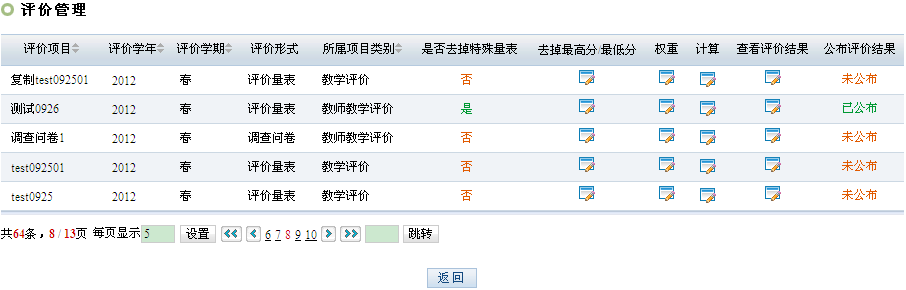 评价管理
评价项目 评价学年 评价学期 评价形式 所属项目类别 是否去掉特殊量表 去掉最高分|最低分 权重 计算 查看评价结果 公布评价结果
复制test092501 2012 春 评价量表 教学评价 否 未公布
测试0926 2012 春 评价量表 教师教学评价 是 已公布
调查问卷1 2012 春 调查问卷 教师教学评价 否 未公布
test092501 2012 春 评价量表 教学评价 否 未公布
test0925 2012 春 评价量表 教学评价 否 未公布
共64条，8 / 13页 每页显示 5 设置 6 7 8 9 10 跳转
返回